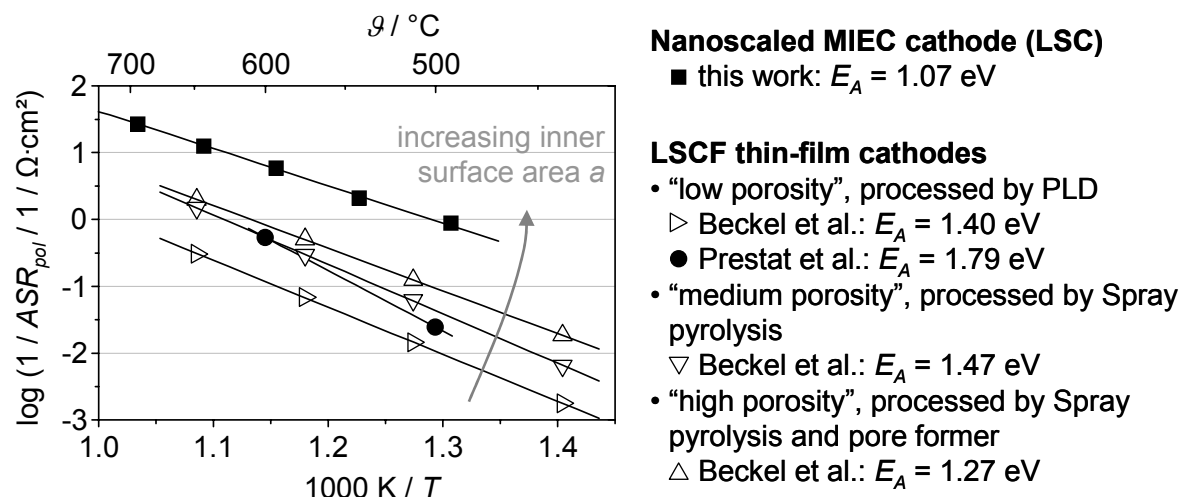 ϑ / °C
700 600 500
2
1
0
-1
-2
-3
log (1 / ASR_pol / 1 / Ω·cm²)
increasing inner
surface area a
1.0 1.1 1.2 1.3 1.4
1000 K / T
Nanoscaled MIEC cathode (LSC)
■ this work: E_A = 1.07 eV
LSCF thin-film cathodes
• “low porosity”, processed by PLD
▷ Beckel et al.: E_A = 1.40 eV
● Prestat et al.: E_A = 1.79 eV
• “medium porosity”, processed by Spray
pyrolysis
▽ Beckel et al.: E_A = 1.47 eV
• “high porosity”, processed by Spray
pyrolysis and pore former
△ Beckel et al.: E_A = 1.27 eV